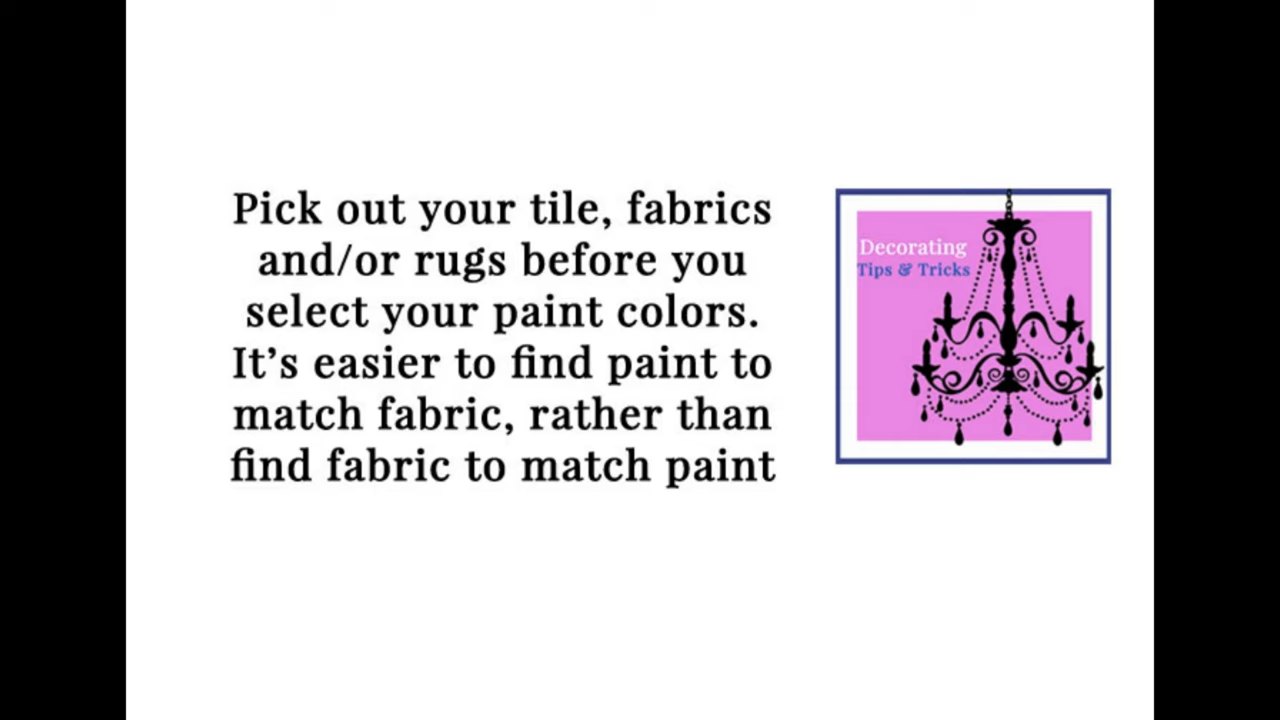 Pick out your tile, fabrics
and/or rugs before you
select your paint colors.
It’s easier to find paint to
match fabric, rather than
find fabric to match paint
Decorating
Tips & Tricks